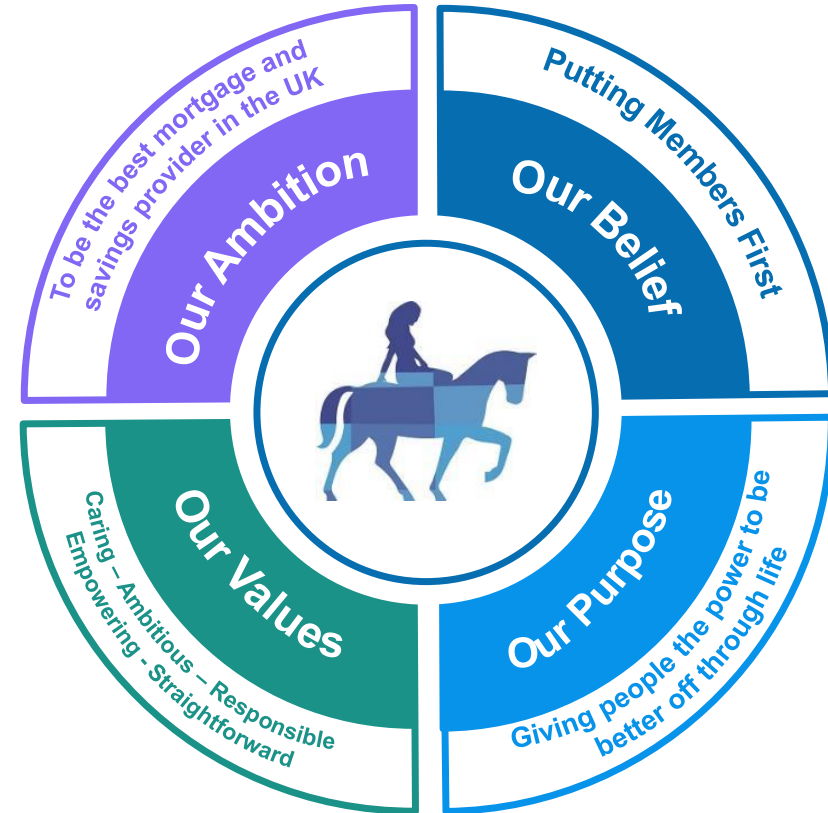 To be the best mortgage and
savings provider in the UK
Our Ambition
Putting Members First
Our Belief
Our Values
Caring – Ambitious – Responsible
Empowering - Straightforward
Our Purpose
Giving people the power to be
better off through life